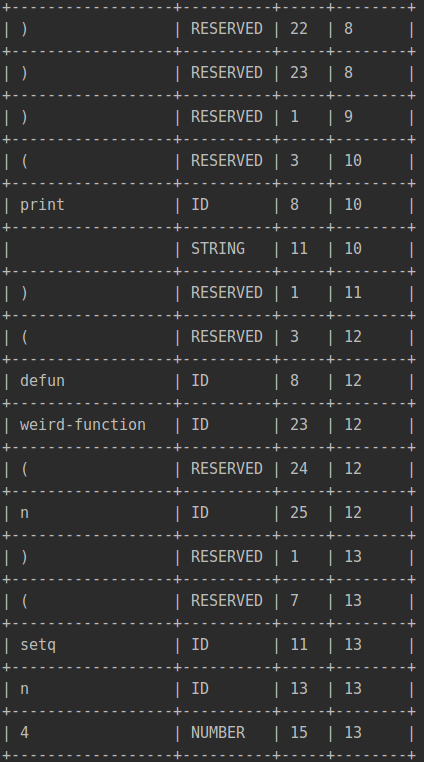 +------------------+----------+-----+--------+
| )                | RESERVED | 22  | 8      |
+------------------+----------+-----+--------+
| )                | RESERVED | 23  | 8      |
+------------------+----------+-----+--------+
| )                | RESERVED | 1   | 9      |
+------------------+----------+-----+--------+
| (                | RESERVED | 3   | 10     |
+------------------+----------+-----+--------+
| print            | ID       | 8   | 10     |
+------------------+----------+-----+--------+
|                  | STRING   | 11  | 10     |
+------------------+----------+-----+--------+
| )                | RESERVED | 1   | 11     |
+------------------+----------+-----+--------+
| (                | RESERVED | 3   | 12     |
+------------------+----------+-----+--------+
| defun            | ID       | 8   | 12     |
+------------------+----------+-----+--------+
| weird-function   | ID       | 23  | 12     |
+------------------+----------+-----+--------+
| (                | RESERVED | 24  | 12     |
+------------------+----------+-----+--------+
| n                | ID       | 25  | 12     |
+------------------+----------+-----+--------+
| )                | RESERVED | 1   | 13     |
+------------------+----------+-----+--------+
| (                | RESERVED | 7   | 13     |
+------------------+----------+-----+--------+
| setq             | ID       | 11  | 13     |
+------------------+----------+-----+--------+
| n                | ID       | 13  | 13     |
+------------------+----------+-----+--------+
| 4                | NUMBER   | 15  | 13     |
+------------------+----------+-----+--------+